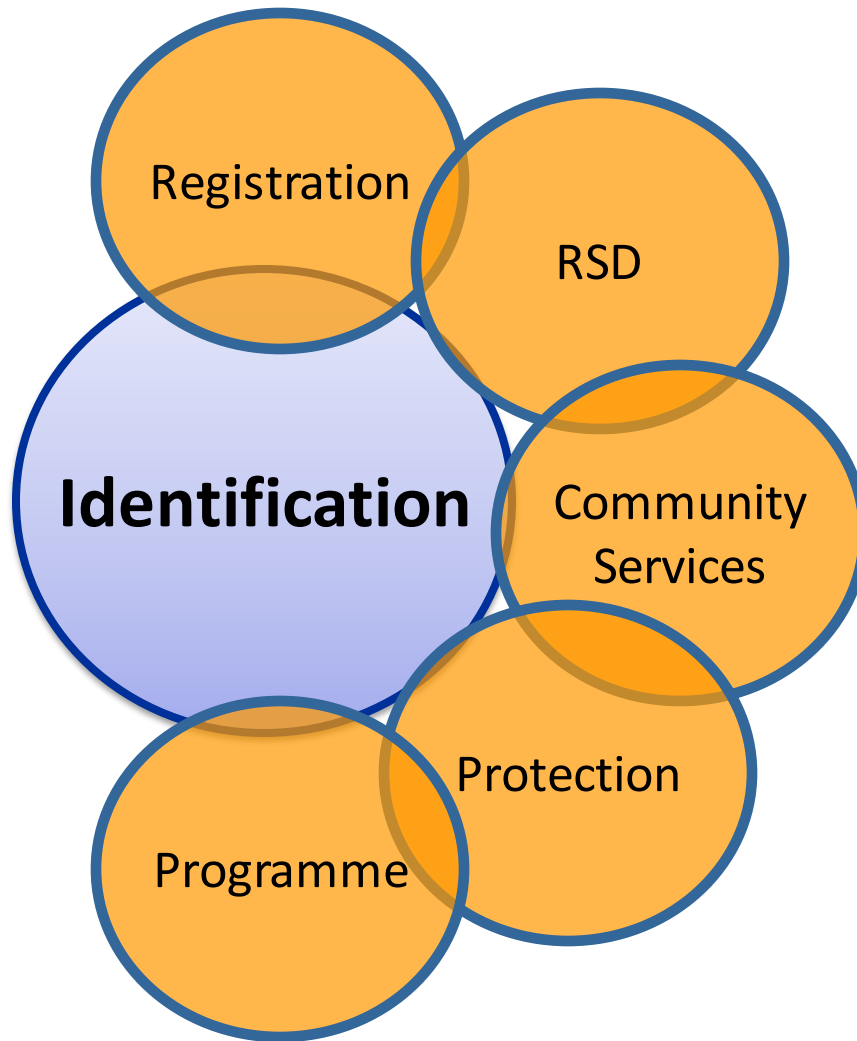 Registration
RSD
Identification
Community
Services
Protection
Programme